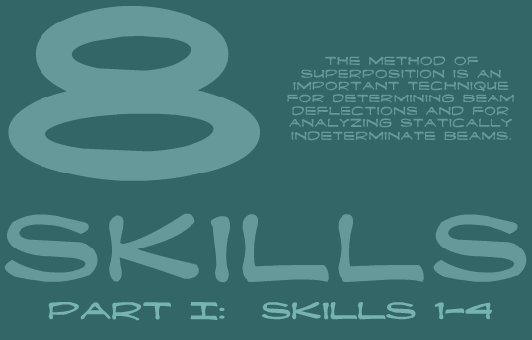 8
THE METHOD OF
SUPERPOSITION IS AN
IMPORTANT TECHNIQUE
FOR DETERMINING BEAM
DEFLECTIONS AND FOR
ANALYZING STATICALLY
INDETERMINATE BEAMS.
SKILLS
PART I: SKILLS 1-4